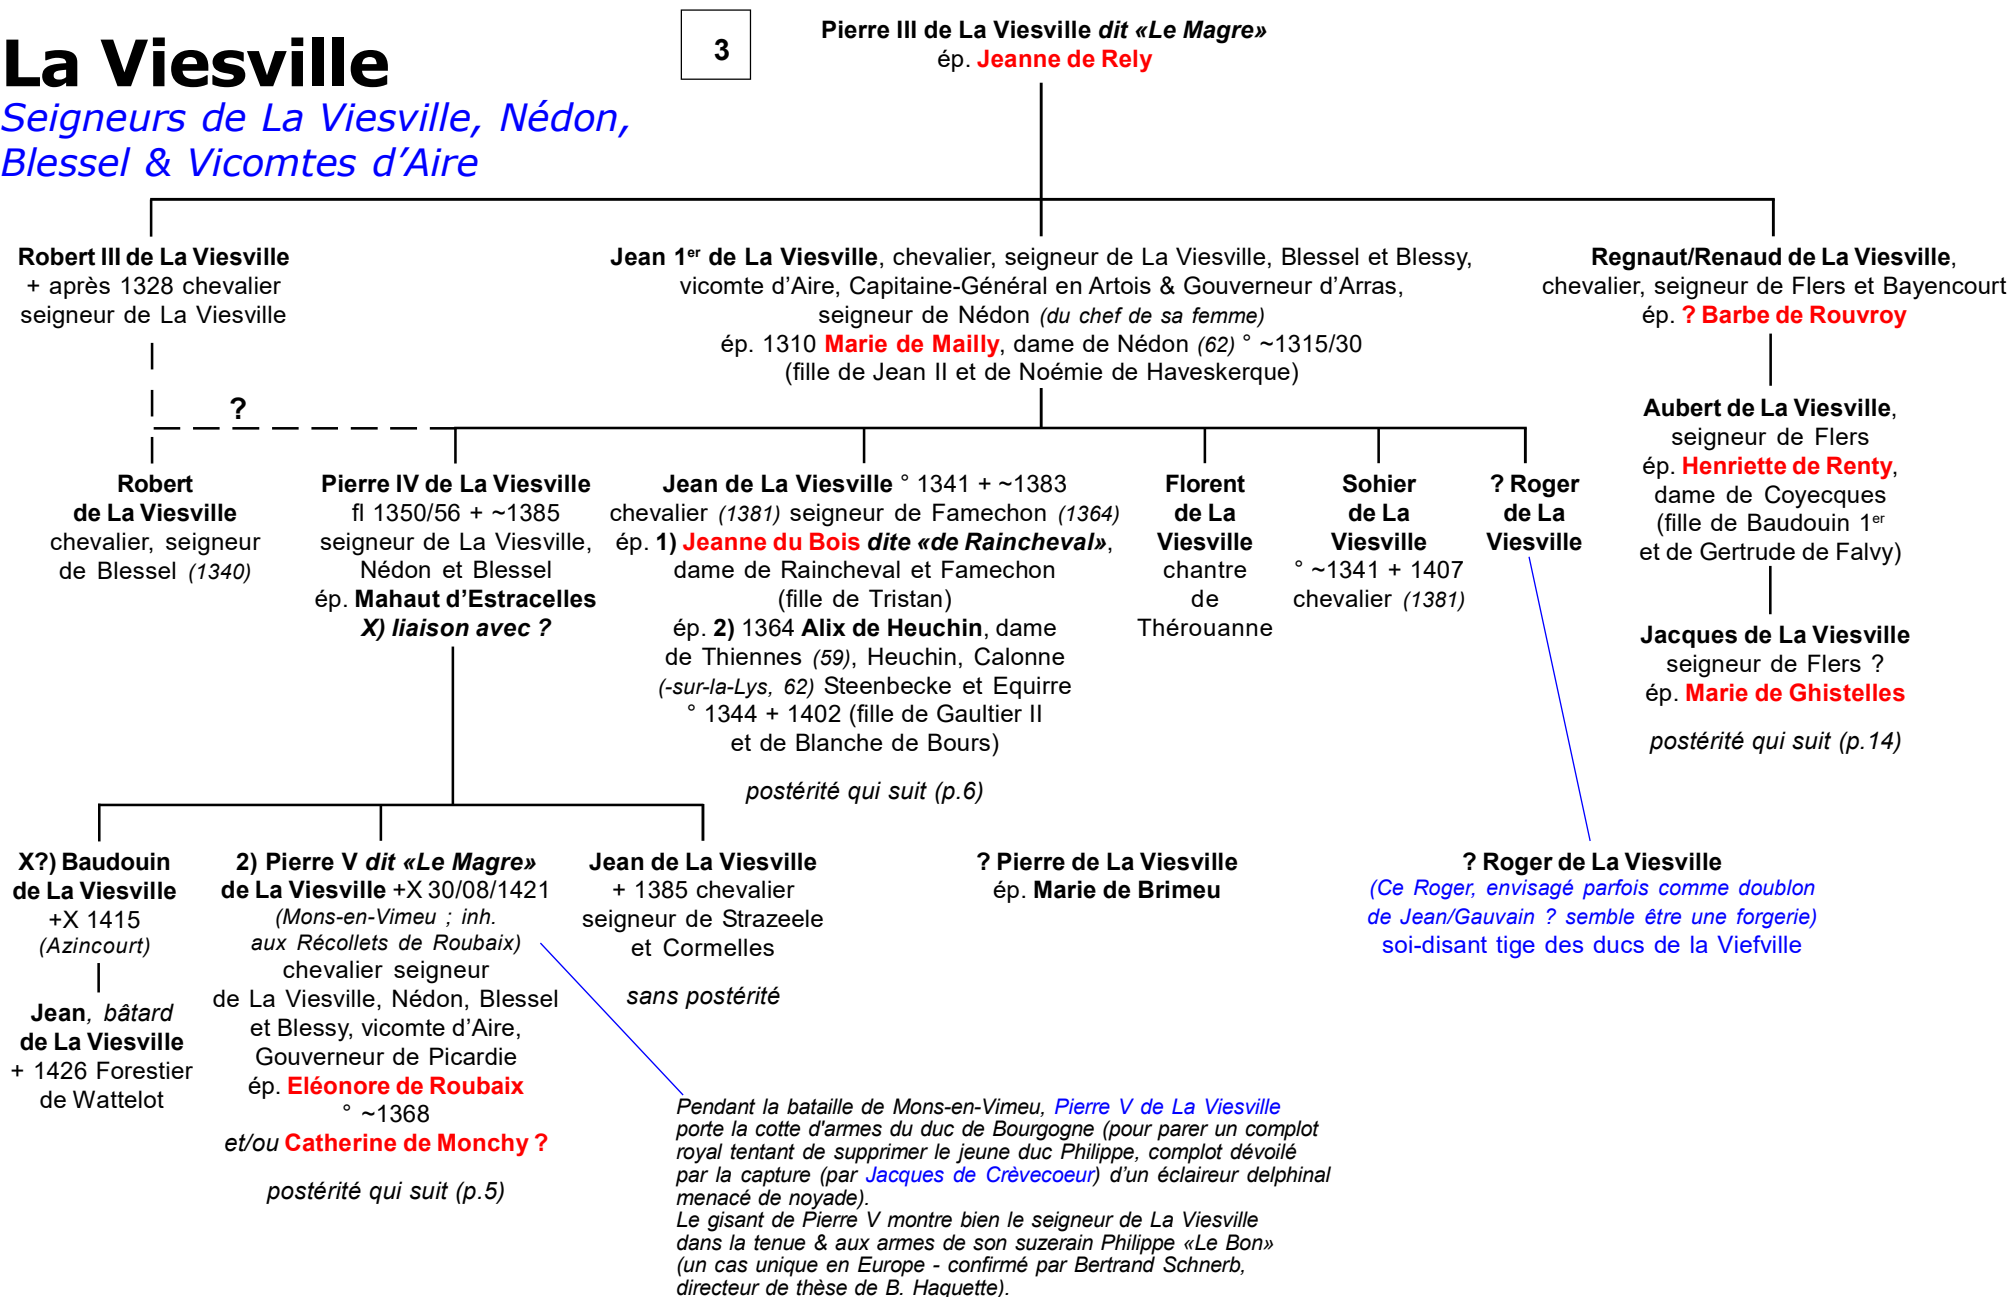 La Viesville
Seigneurs de La Viesville, Nédon,
Blessel & Vicomtes d’Aire
3
Pierre III de La Viesville dit «Le Magre»
ép. Jeanne de Rely
Robert III de La Viesville
+ après 1328 chevalier
seigneur de La Viesville
Jean 1er de La Viesville, chevalier, seigneur de La Viesville, Blessel et Blessy,
vicomte d’Aire, Capitaine-Général en Artois & Gouverneur d’Arras,
seigneur de Nédon (du chef de sa femme)
ép. 1310 Marie de Mailly, dame de Nédon (62) ° ~1315/30
(fille de Jean II et de Noémie de Haveskerque)
Regnaut/Renaud de La Viesville,
chevalier, seigneur de Flers et Bayencourt
ép. ? Barbe de Rouvroy
Aubert de La Viesville,
seigneur de Flers
ép. Henriette de Renty,
dame de Coyecques
(fille de Baudouin 1er
et de Gertrude de Falvy)
Jacques de La Viesville
seigneur de Flers ?
ép. Marie de Ghistelles
postérité qui suit (p.14)
?
Robert
de La Viesville
chevalier, seigneur
de Blessel (1340)
Pierre IV de La Viesville
fl 1350/56 + ~1385
seigneur de La Viesville,
Nédon et Blessel
ép. Mahaut d’Estracelles
X) liaison avec ?
Jean de La Viesville ° 1341 + ~1383
chevalier (1381) seigneur de Famechon (1364)
ép. 1) Jeanne du Bois dite «de Raincheval»,
dame de Raincheval et Famechon
(fille de Tristan)
ép. 2) 1364 Alix de Heuchin, dame
de Thiennes (59), Heuchin, Calonne
(-sur-la-Lys, 62) Steenbecke et Equirre
° 1344 + 1402 (fille de Gaultier II
et de Blanche de Bours)
postérité qui suit (p.6)
Florent
de La
Viesville
chantre
de
Thérouanne
Sohier
de La
Viesville
° ~1341 + 1407
chevalier (1381)
? Roger
de La
Viesville
X?) Baudouin
de La Viesville
+X 1415
(Azincourt)
Jean, bâtard
de La Viesville
+ 1426 Forestier
de Wattelot
2) Pierre V dit «Le Magre»
de La Viesville +X 30/08/1421
(Mons-en-Vimeu ; inh.
aux Récollets de Roubaix)
chevalier seigneur
de La Viesville, Nédon, Blessel
et Blessy, vicomte d’Aire,
Gouverneur de Picardie
ép. Eléonore de Roubaix
° ~1368
et/ou Catherine de Monchy ?
postérité qui suit (p.5)
Jean de La Viesville
+ 1385 chevalier
seigneur de Strazeele
et Cormelles
sans postérité
? Pierre de La Viesville
ép. Marie de Brimeu
? Roger de La Viesville
(Ce Roger, envisagé parfois comme doublon
de Jean/Gauvain ? semble être une forgerie)
soi-disant tige des ducs de la Viefville
Pendant la bataille de Mons-en-Vimeu, Pierre V de La Viesville
porte la cotte d'armes du duc de Bourgogne (pour parer un complot
royal tentant de supprimer le jeune duc Philippe, complot dévoilé
par la capture (par Jacques de Crèvecoeur) d’un éclaireur delphinal
menacé de noyade).
Le gisant de Pierre V montre bien le seigneur de La Viesville
dans la tenue & aux armes de son suzerain Philippe «Le Bon»
(un cas unique en Europe - confirmé par Bertrand Schnerb,
directeur de thèse de B. Haquette).